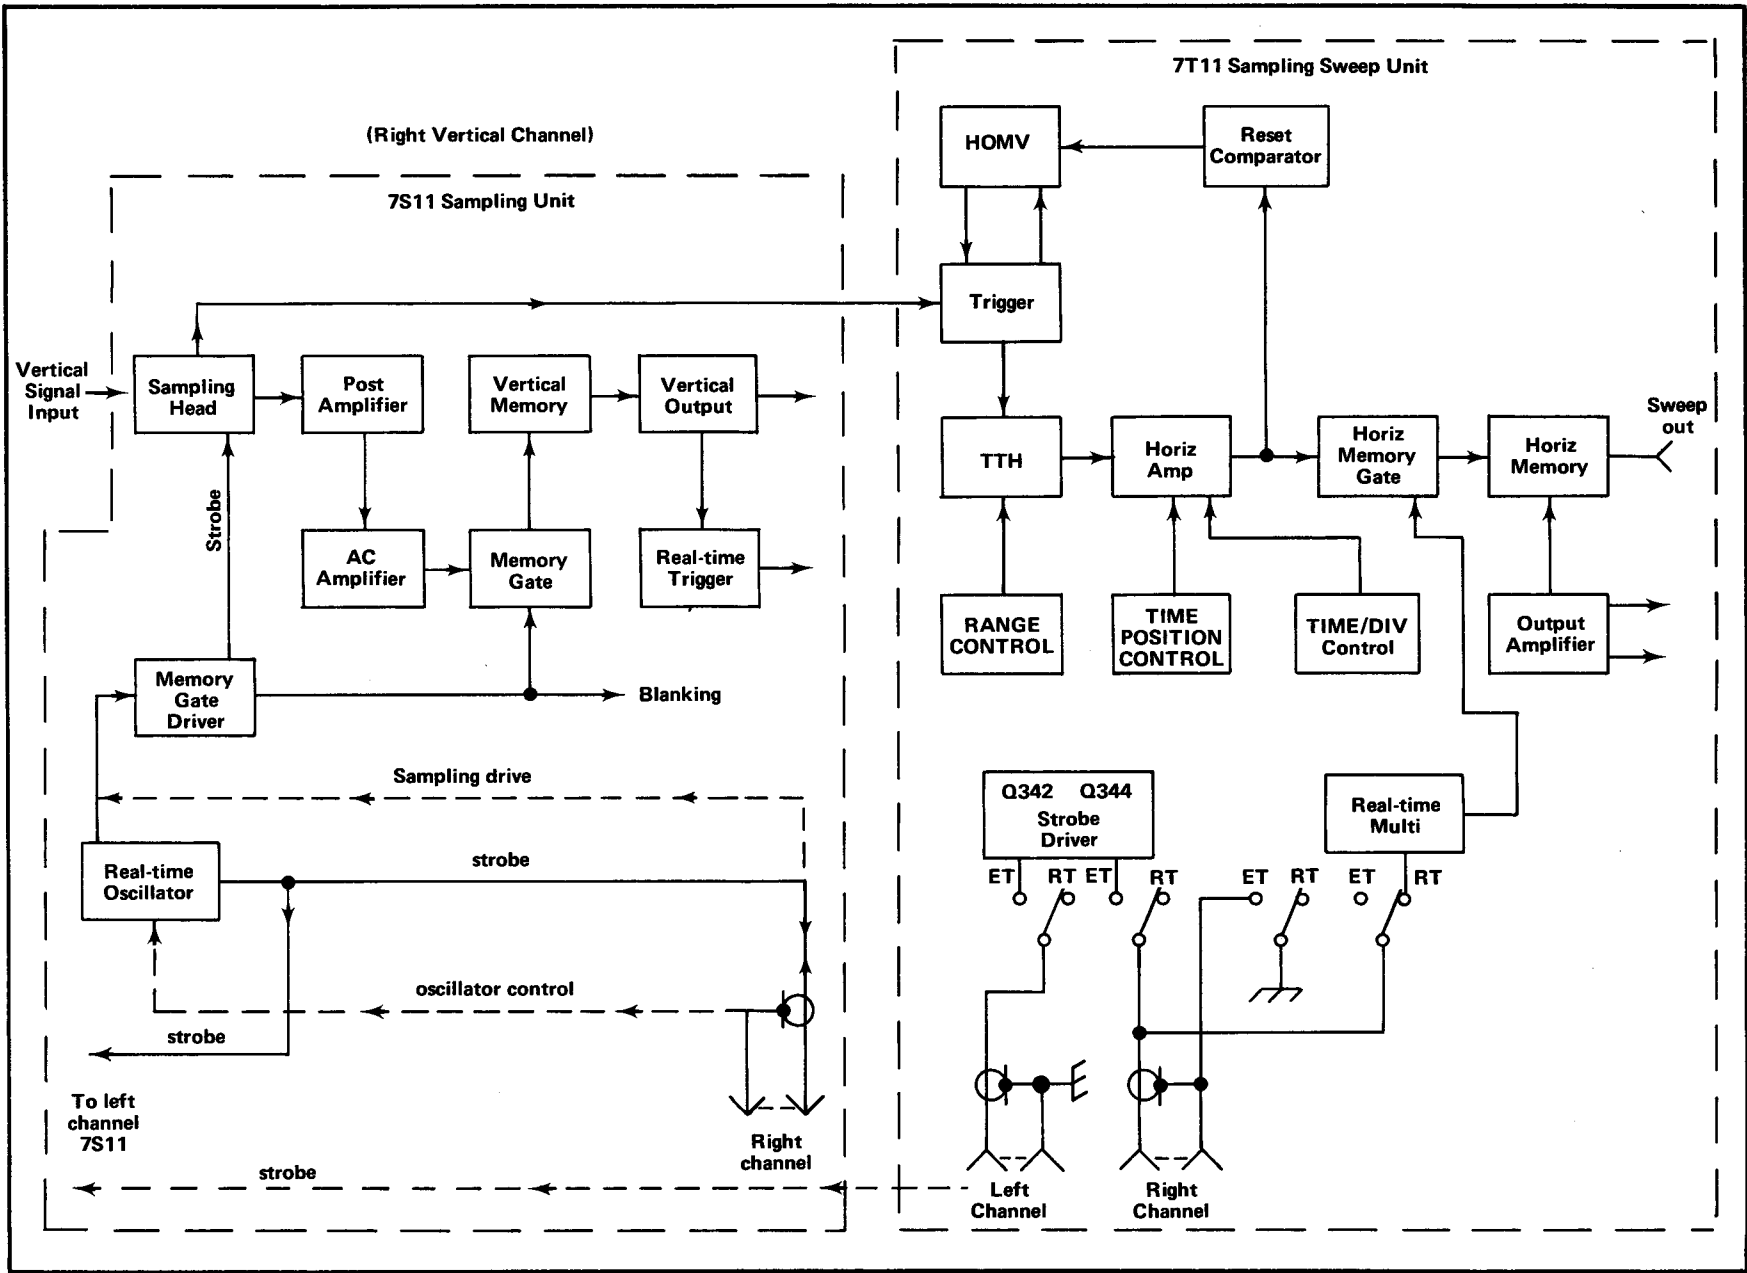 7T11 Sampling Sweep Unit
(Right Vertical Channel)
HOMV
Reset
Comparator
7S11 Sampling Unit
Trigger
Vertical
Signal
Input
Sampling
Head
Post
Amplifier
Vertical
Memory
Vertical
Output
Sweep
out
TTH
Horiz
Amp
Horiz
Memory
Gate
Horiz
Memory
Strobe
AC
Amplifier
Memory
Gate
Real-time
Trigger
RANGE
CONTROL
TIME
POSITION
CONTROL
TIME/DIV
Control
Output
Amplifier
Memory
Gate
Driver
Blanking
Sampling drive
Q342 Q344
Strobe
Driver
Real-time
Multi
Real-time
Oscillator
strobe
ET RT ET RT ET RT ET RT
oscillator control
strobe
To left
channel
7S11
Right
channel
strobe
Left
Channel
Right
Channel